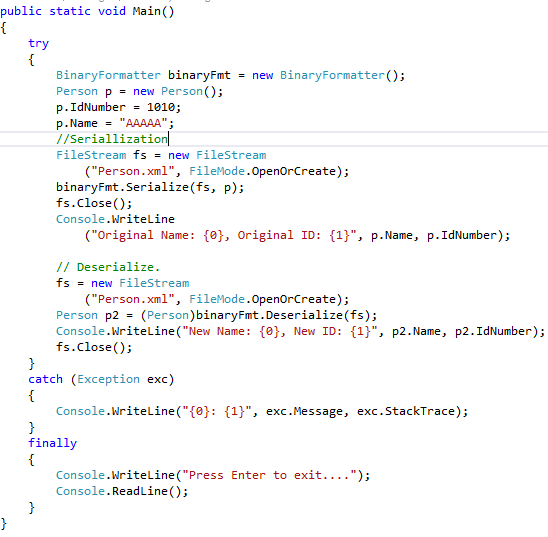 public static void Main()
{
    try
    {
        BinaryFormatter binaryFmt = new BinaryFormatter();
        Person p = new Person();
        p.IdNumber = 1010;
        p.Name = "AAAAA";
        //Seriallization
        FileStream fs = new FileStream
            ("Person.xml", FileMode.OpenOrCreate);
        binaryFmt.Serialize(fs, p);
        fs.Close();
        Console.WriteLine
            ("Original Name: {0}, Original ID: {1}", p.Name, p.IdNumber);

        // Deserialize.
        fs = new FileStream
            ("Person.xml", FileMode.OpenOrCreate);
        Person p2 = (Person)binaryFmt.Deserialize(fs);
        Console.WriteLine("New Name: {0}, New ID: {1}", p2.Name, p2.IdNumber);
        fs.Close();
    }
    catch (Exception exc)
    {
        Console.WriteLine("{0}: {1}", exc.Message, exc.StackTrace);
    }
    finally
    {
        Console.WriteLine("Press Enter to exit....");
        Console.ReadLine();
    }
}